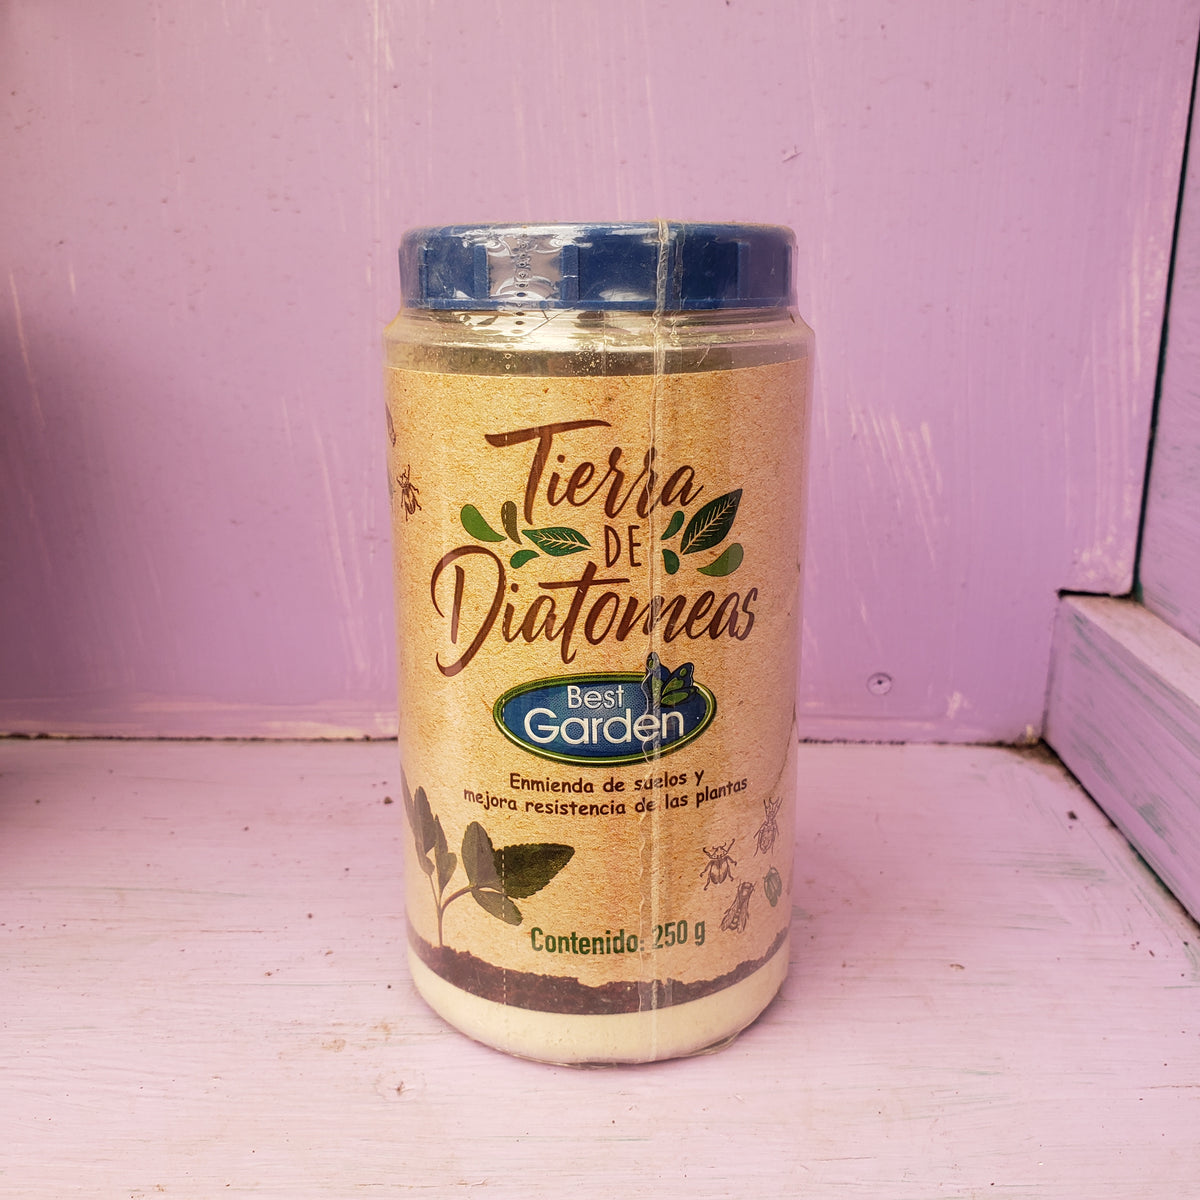 Tierra
DE
Diatomeas
Best
Garden
Enmienda de suelos y
mejora resistencia de las plantas
Contenido: 250 g